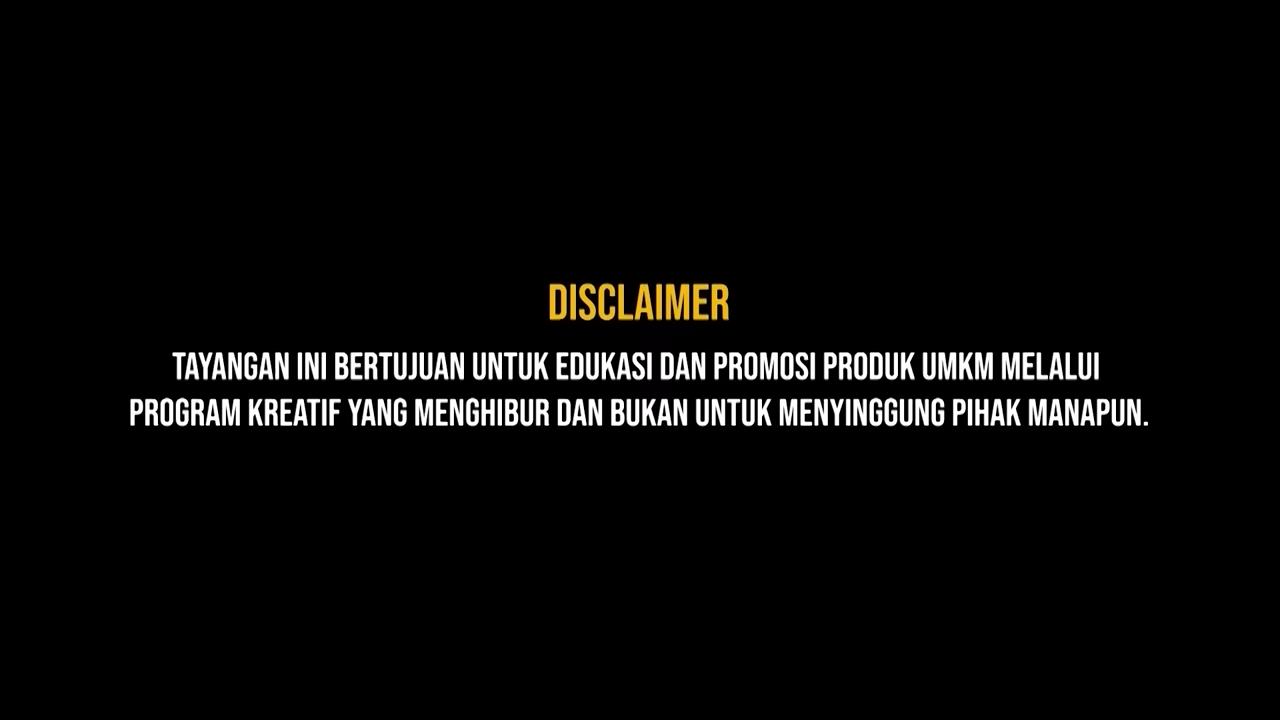 DISCLAIMER
TAYANGAN INI BERTUJUAN UNTUK EDUKASI DAN PROMOSI PRODUK UMKM MELALUI
PROGRAM KREATIF YANG MENGHIBUR DAN BUKAN UNTUK MENYINGGUNG PIHAK MANAPUN.